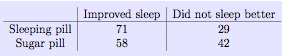 Improved sleep Did not sleep better
Sleeping pill 71 29
Sugar pill 58 42